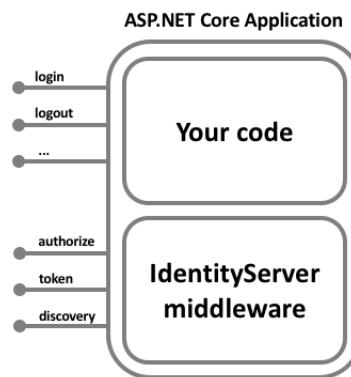 ASP.NET Core Application
login
logout
...
Your code
authorize
token
discovery
IdentityServer
middleware